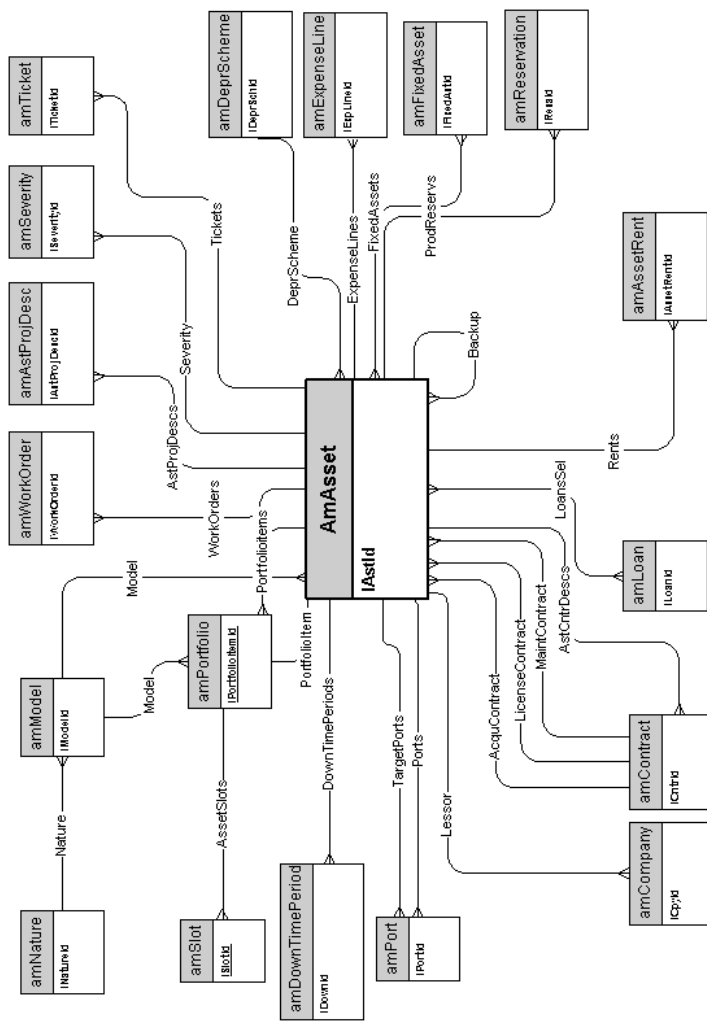 amNature
lNatureId
Nature
amModel
lModelId
Model
Model
amWorkOrder
lWorkOrderId
WorkOrders
amAstProjDesc
lAstProjDescId
AstProjDescs
amSeverity
lSeverityId
Severity
amTicket
lTicketId
Tickets
amSlot
lSlotId
AssetSlots
amPortfolio
lPortfolioItemId
PortfolioItems
PortfolioItem
amDeprScheme
lDeprSchId
DeprScheme
amDownTimePeriod
lDownId
DownTimePeriods
AmAsset
lAstId
amExpenseLine
lExpLineId
ExpenseLines
amPort
lPortId
TargetPorts
Ports
amFixedAsset
lFixedAstId
FixedAssets
amReservation
lResId
ProdReservs
Backup
Lessor
AcquContract
LicenseContract
MaintContract
AstCntrDescs
LoansSel
Rents
amCompany
lCpyId
amContract
lCntrId
amLoan
lLoanId
amAssetRent
lAssetRentId